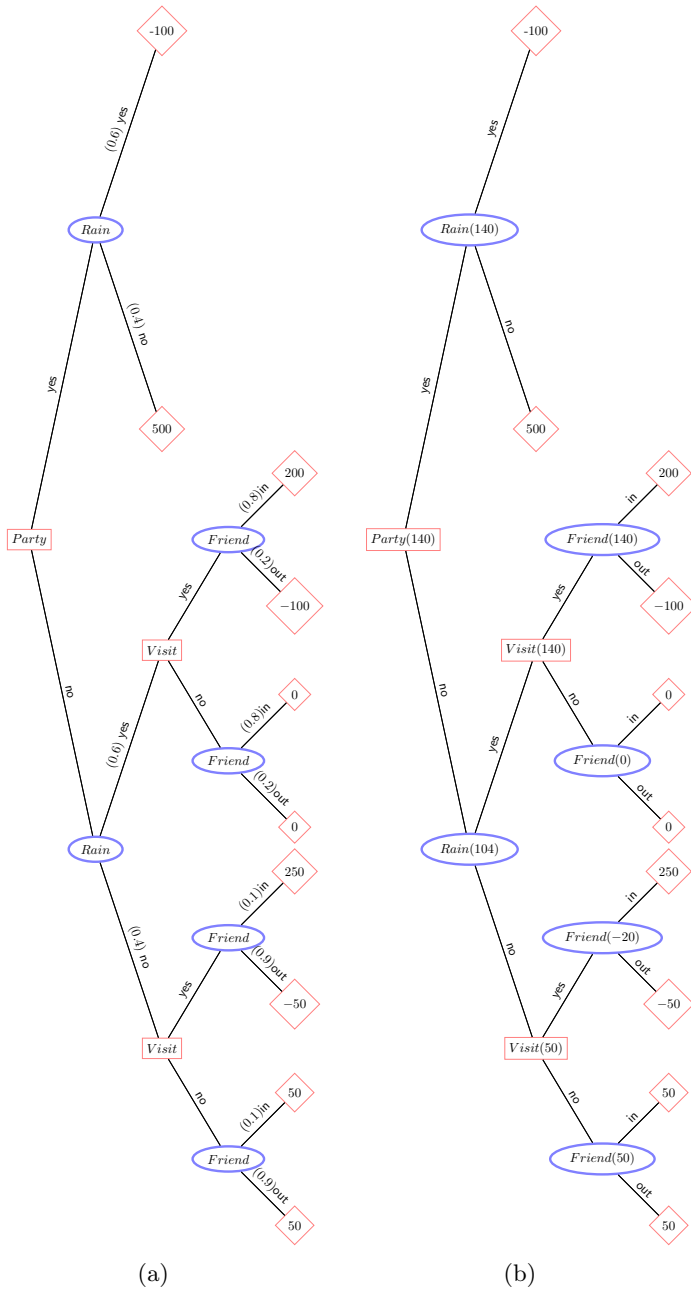 -100
(0.6) yes
Rain
(0.4) no
yes
500
200
(0.8)in
Party
Friend
(0.2)out
−100
yes
Visit
no
0
no
(0.8)in
(0.6) yes
Friend
(0.2)out
0
Rain
250
(0.1)in
(0.4) no
Friend
(0.9)out
yes
−50
Visit
no
50
(0.1)in
Friend
(0.9)out
50
(a)
-100
yes
Rain(140)
no
yes
500
200
in
Party(140)
Friend(140)
out
−100
yes
Visit(140)
no
0
no
in
yes
Friend(0)
out
0
Rain(104)
250
in
no
Friend(−20)
out
yes
−50
Visit(50)
no
50
in
Friend(50)
out
50
(b)